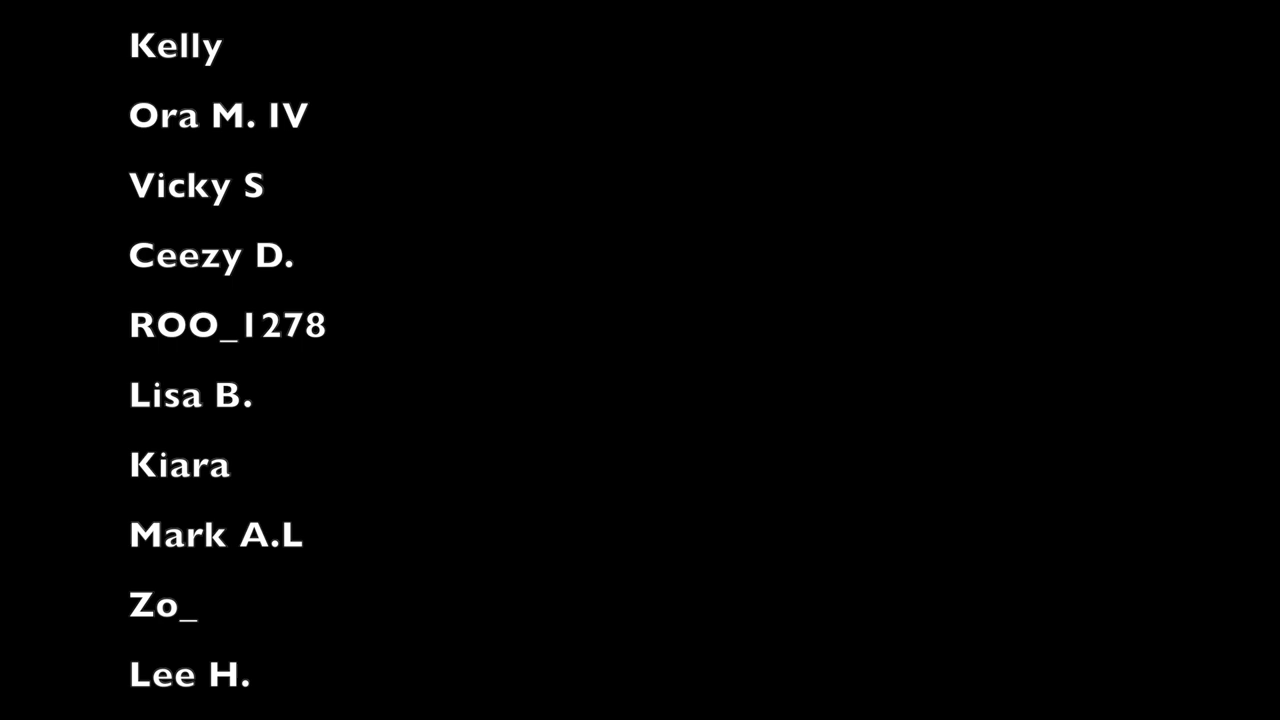 Kelly
Ora M. IV
Vicky S
Ceezy D.
ROO_1278
Lisa B.
Kiara
Mark A.L
Zo_
Lee H.